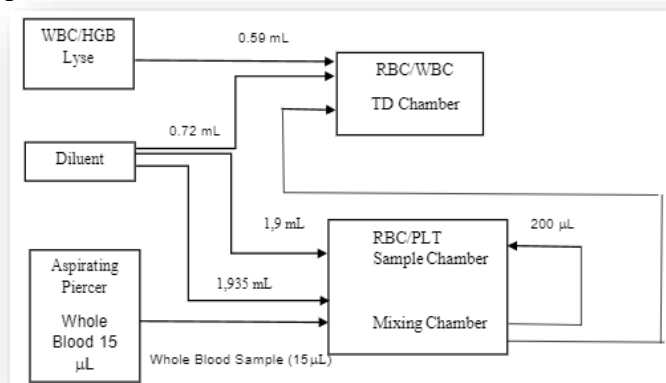 WBC/HGB
Lyse
0.59 mL
RBC/WBC
TD Chamber
0.72 mL
Diluent
1,9 mL
RBC/PLT
Sample Chamber
200 µL
Aspirating
Piercer
Whole
Blood 15
µL
1,935 mL
Mixing Chamber
Whole Blood Sample (15µL)